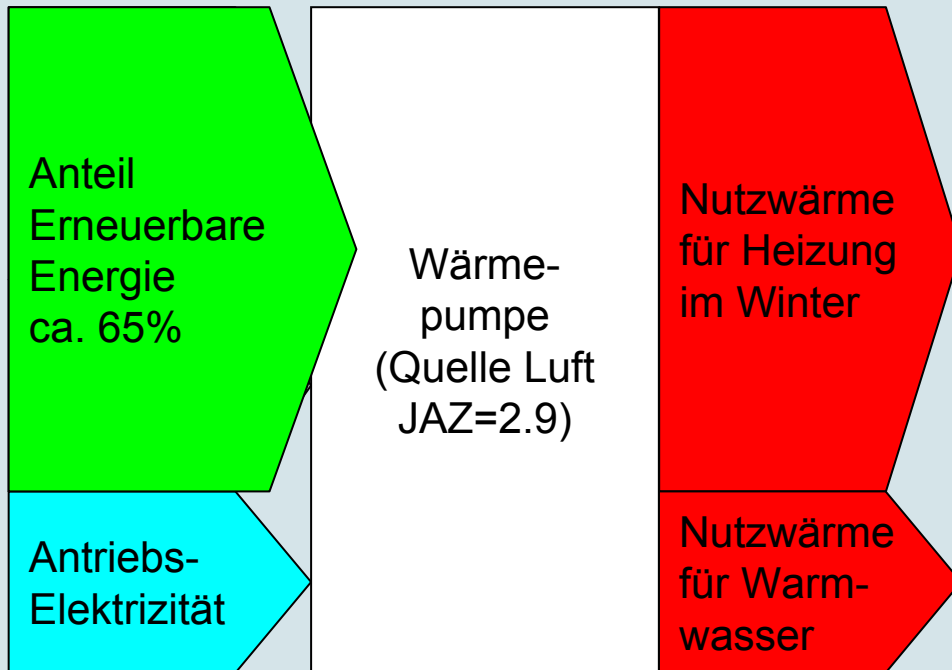 Anteil
Erneuerbare
Energie
ca. 65%
Antriebs-
Elektrizität
Wärme-
pumpe
(Quelle Luft
JAZ=2.9)
Nutzwärme
für Heizung
im Winter
Nutzwärme
für Warm-
wasser